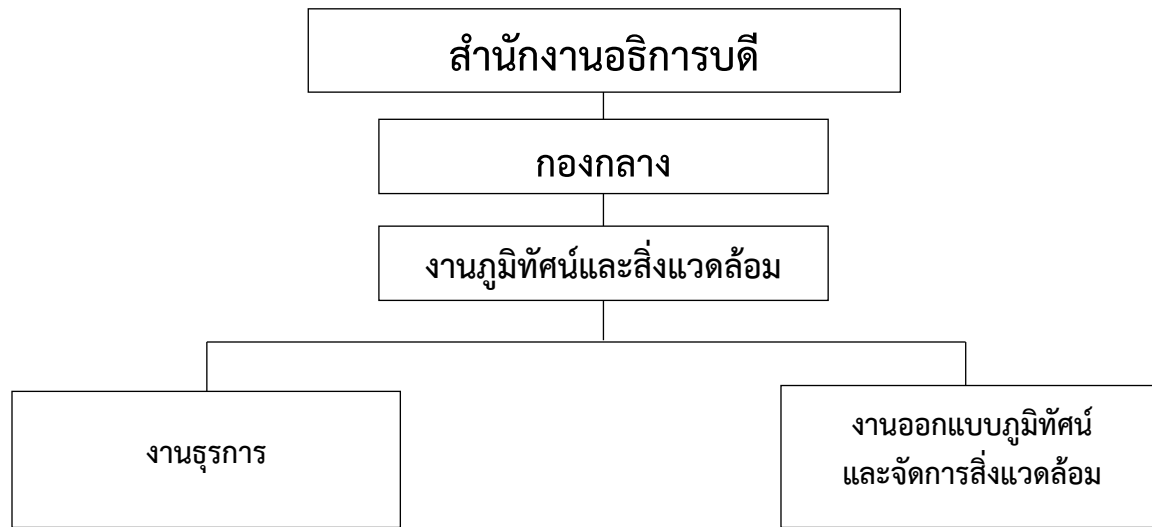 สำนักงานอธิการบดี
กองกลาง
งานภูมิทัศน์และสิ่งแวดล้อม
งานธุรการ
งานออกแบบภูมิทัศน์
และจัดการสิ่งแวดล้อม